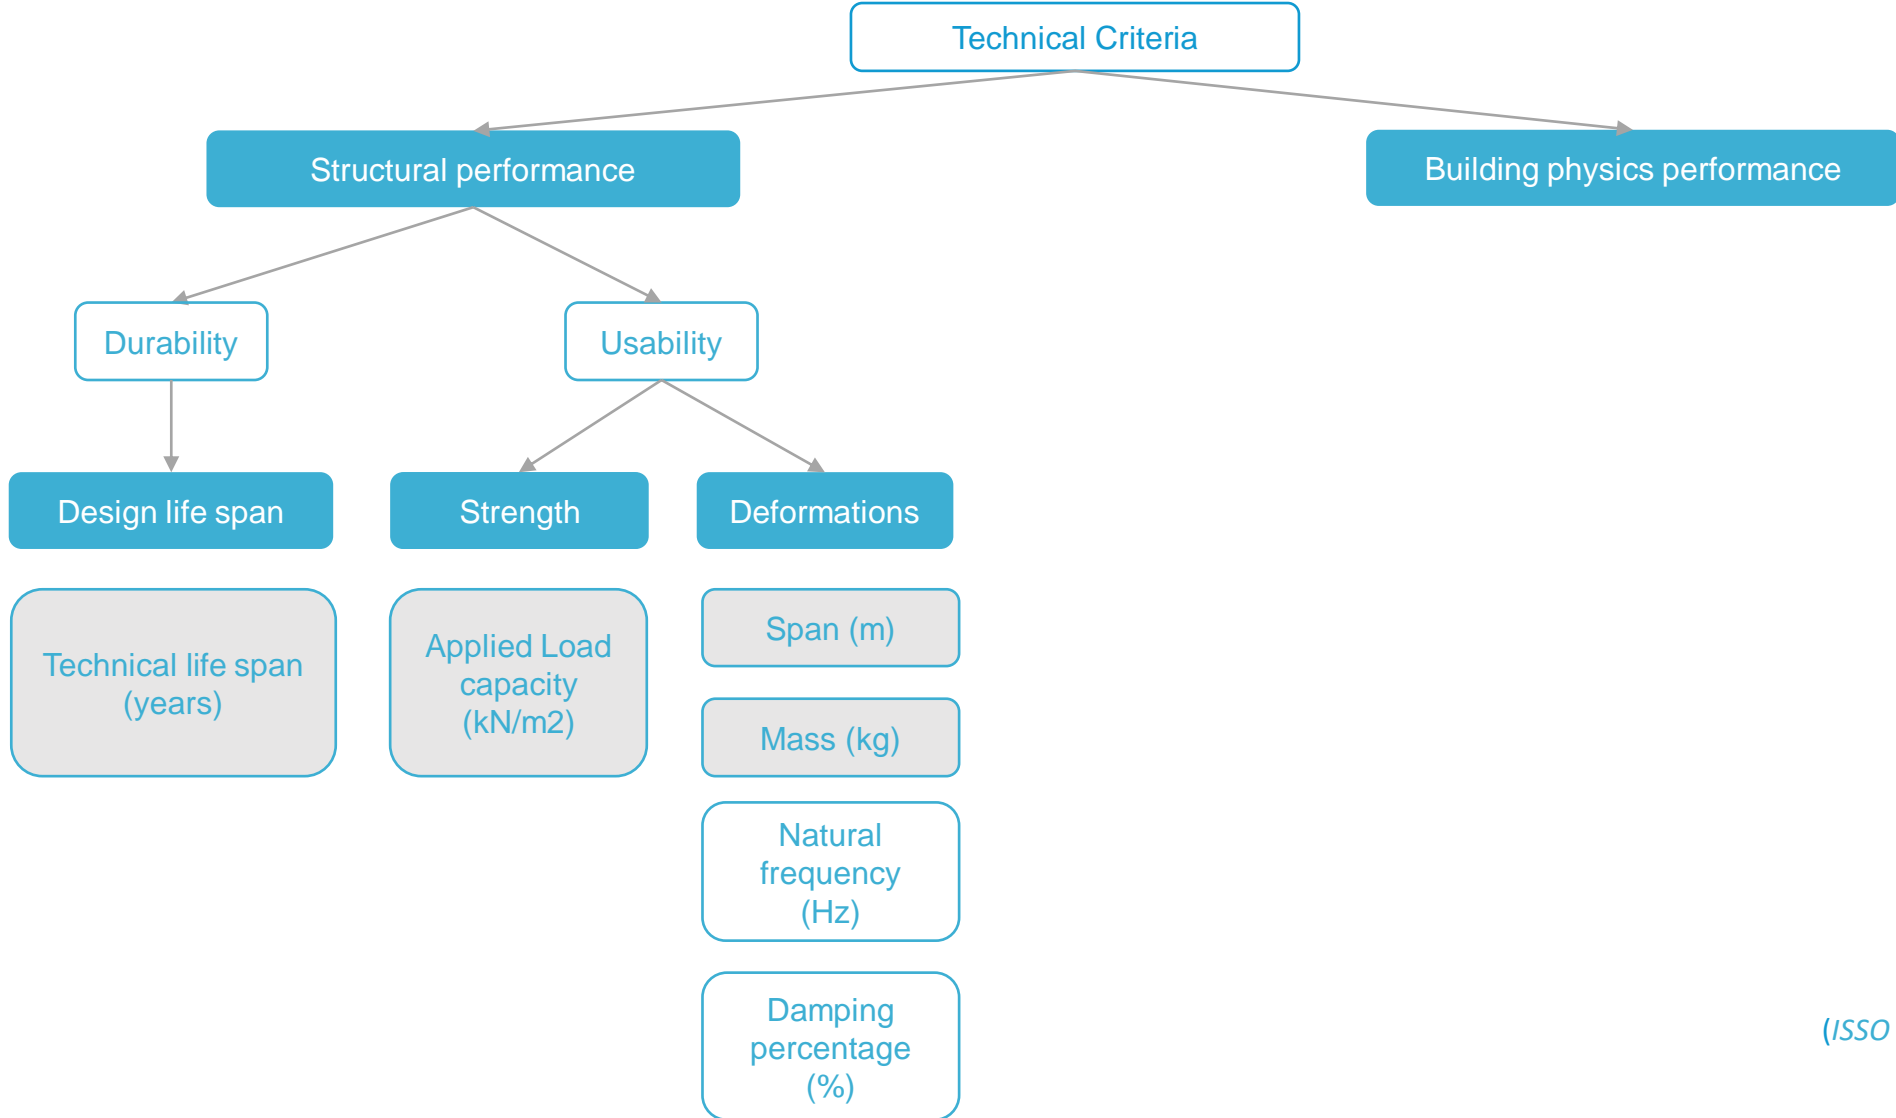 Technical Criteria
Structural performance
Building physics performance
Durability
Usability
Design life span
Strength
Deformations
Technical life span
(years)
Applied Load
capacity
(kN/m2)
Span (m)
Mass (kg)
Natural
frequency
(Hz)
Damping
percentage
(%)
(ISSO